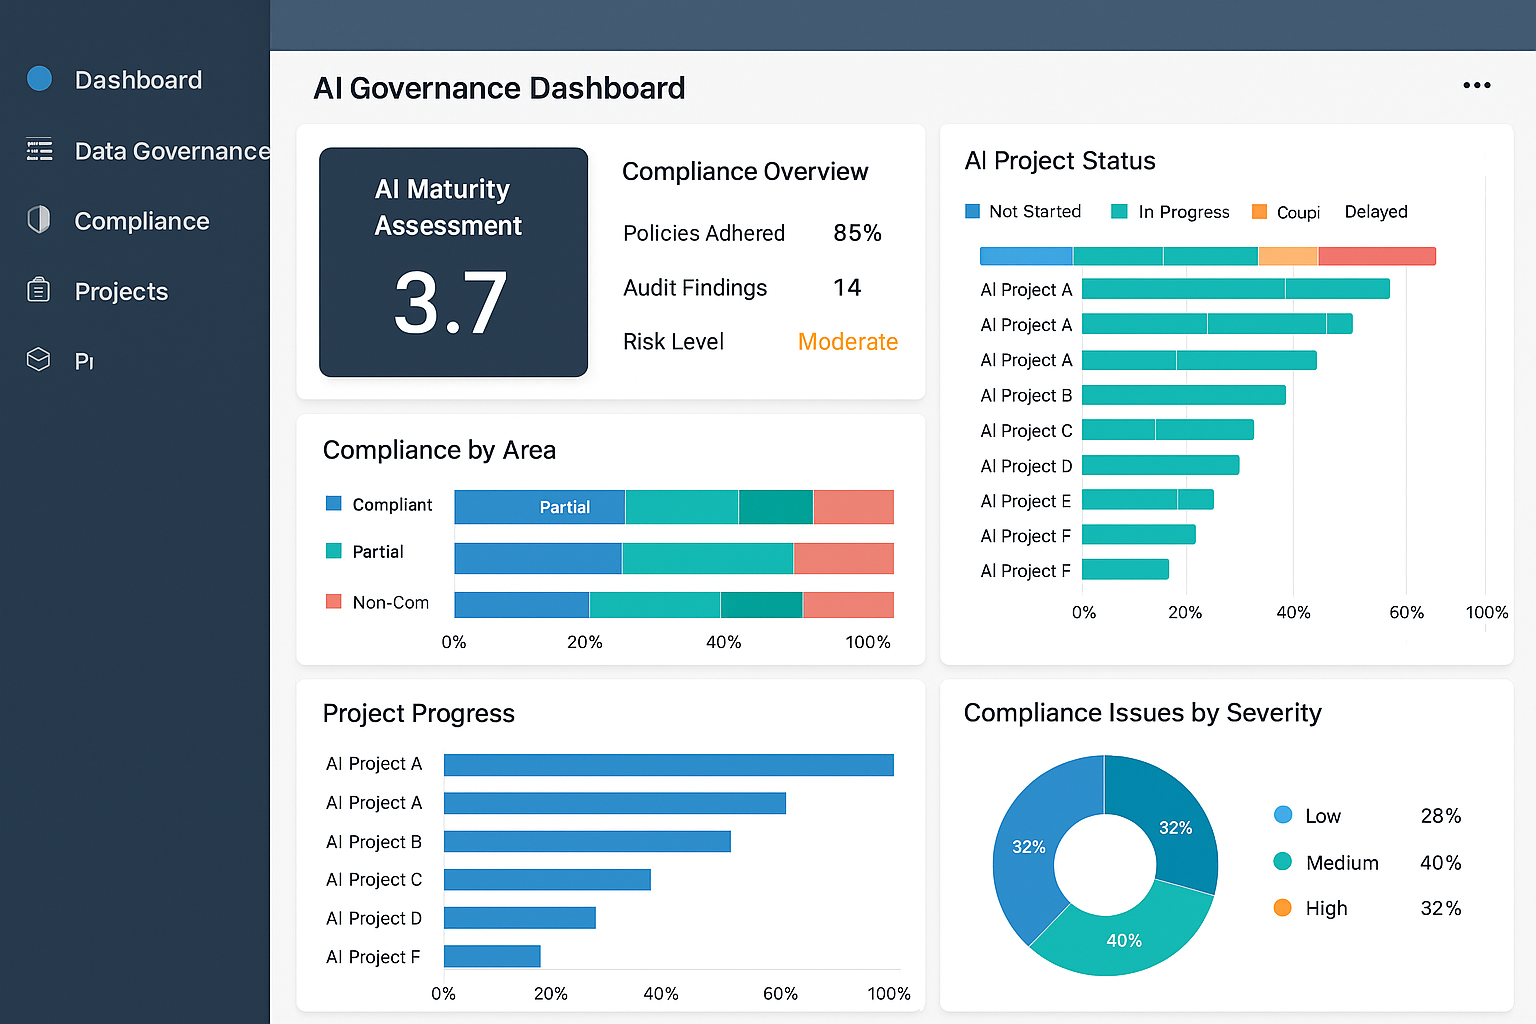 Dashboard
Data Governance
Compliance
Projects
AI Governance Dashboard
AI Maturity
Assessment
3.7
Compliance Overview
Policies Adhered 85%
Audit Findings 14
Risk Level Moderate
AI Project Status
Not Started In Progress Coupi Delayed
AI Project A
AI Project A
AI Project A
AI Project B
AI Project C
AI Project D
AI Project E
AI Project F
AI Project F
0% 20% 40% 60% 100%
Compliance by Area
Compliant Partial
Partial
Non-Com
0% 20% 40% 100%
Project Progress
AI Project A
AI Project A
AI Project B
AI Project C
AI Project D
AI Project F
0% 20% 40% 60% 100%
Compliance Issues by Severity
32%
32%
40%
Low 28%
Medium 40%
High 32%